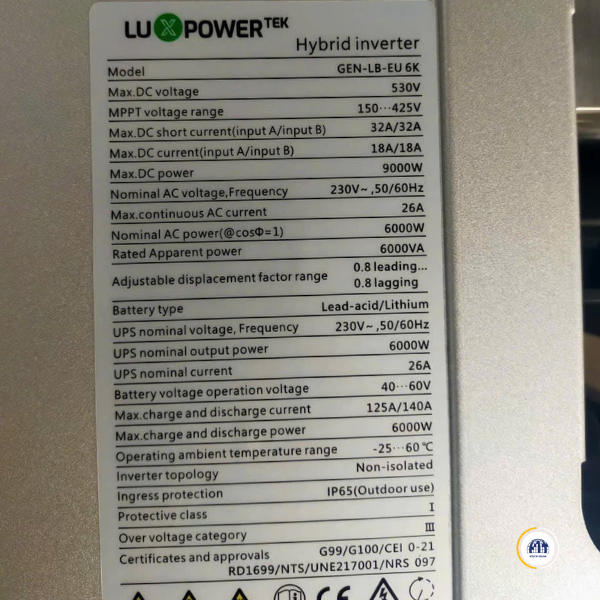 LUXPOWERTEK
Hybrid inverter
Model GEN-LB-EU 6K
Max.DC voltage 530V
MPPT voltage range 150···425V
Max.DC short current(input A/input B) 32A/32A
Max.DC current(input A/input B) 18A/18A
Max.DC power 9000W
Nominal AC voltage,Frequency 230V~ ,50/60Hz
Max.continuous AC current 26A
Nominal AC power(@cosΦ=1) 6000W
Rated Apparent power 6000VA
Adjustable displacement factor range 0.8 leading...
0.8 lagging
Battery type Lead-acid/Lithium
UPS nominal voltage, Frequency 230V~ ,50/60Hz
UPS nominal output power 6000W
UPS nominal current 26A
Battery voltage operation voltage 40···60V
Max.charge and discharge current 125A/140A
Max.charge and discharge power 6000W
Operating ambient temperature range -25···60℃
Inverter topology Non-isolated
Ingress protection IP65(Outdoor use)
Protective class I
Over voltage category III
Certificates and approvals G99/G100/CEI 0-21
RD1699/NTS/UNE217001/NRS 097
CE